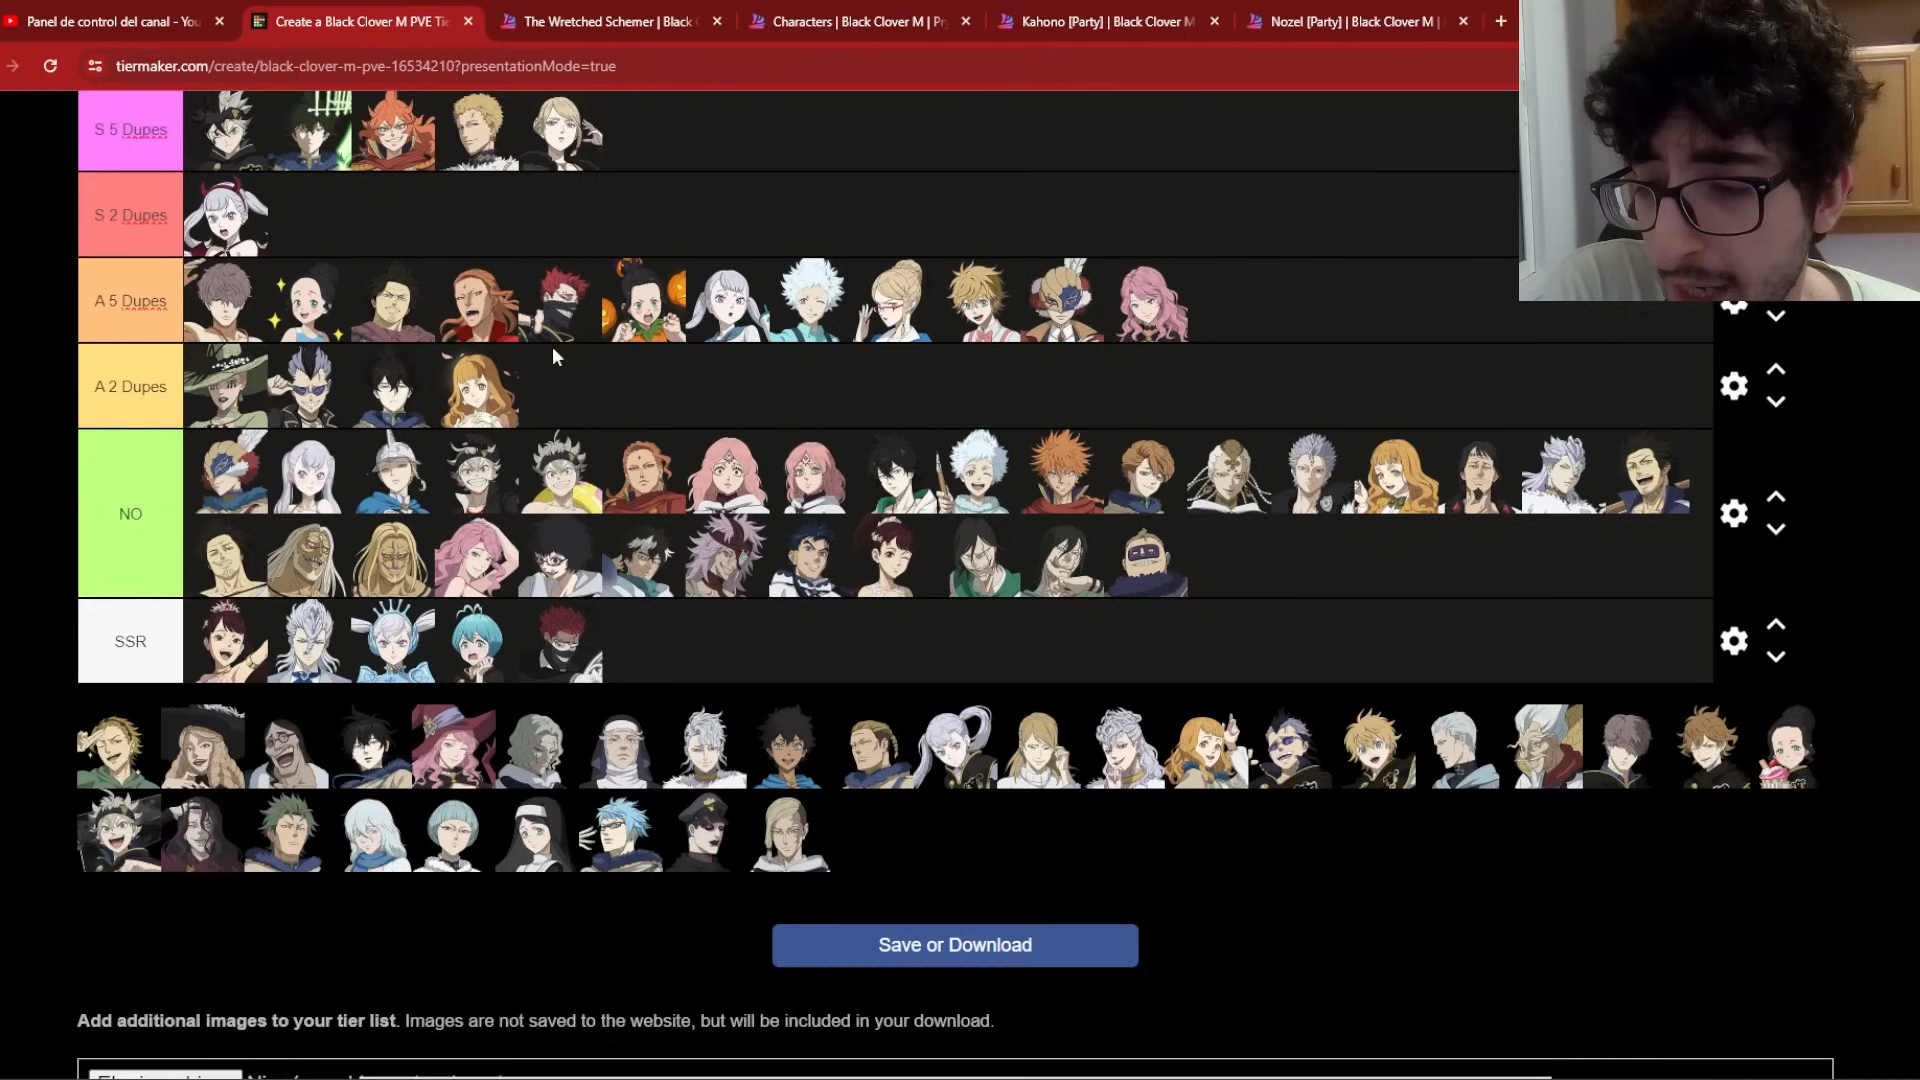 Panel de control del canal - You
Create a Black Clover M PVE Tie
The Wretched Schemer | Black
Characters | Black Clover M | Pr
Kahono [Party] | Black Clover M
Nozel [Party] | Black Clover M |
tiermaker.com/create/black-clover-m-pve-16534210?presentationMode=true
S 5 Dupes
S 2 Dupes
A 5 Dupes
A 2 Dupes
NO
SSR
Save or Download
Add additional images to your tier list. Images are not saved to the website, but will be included in your download.